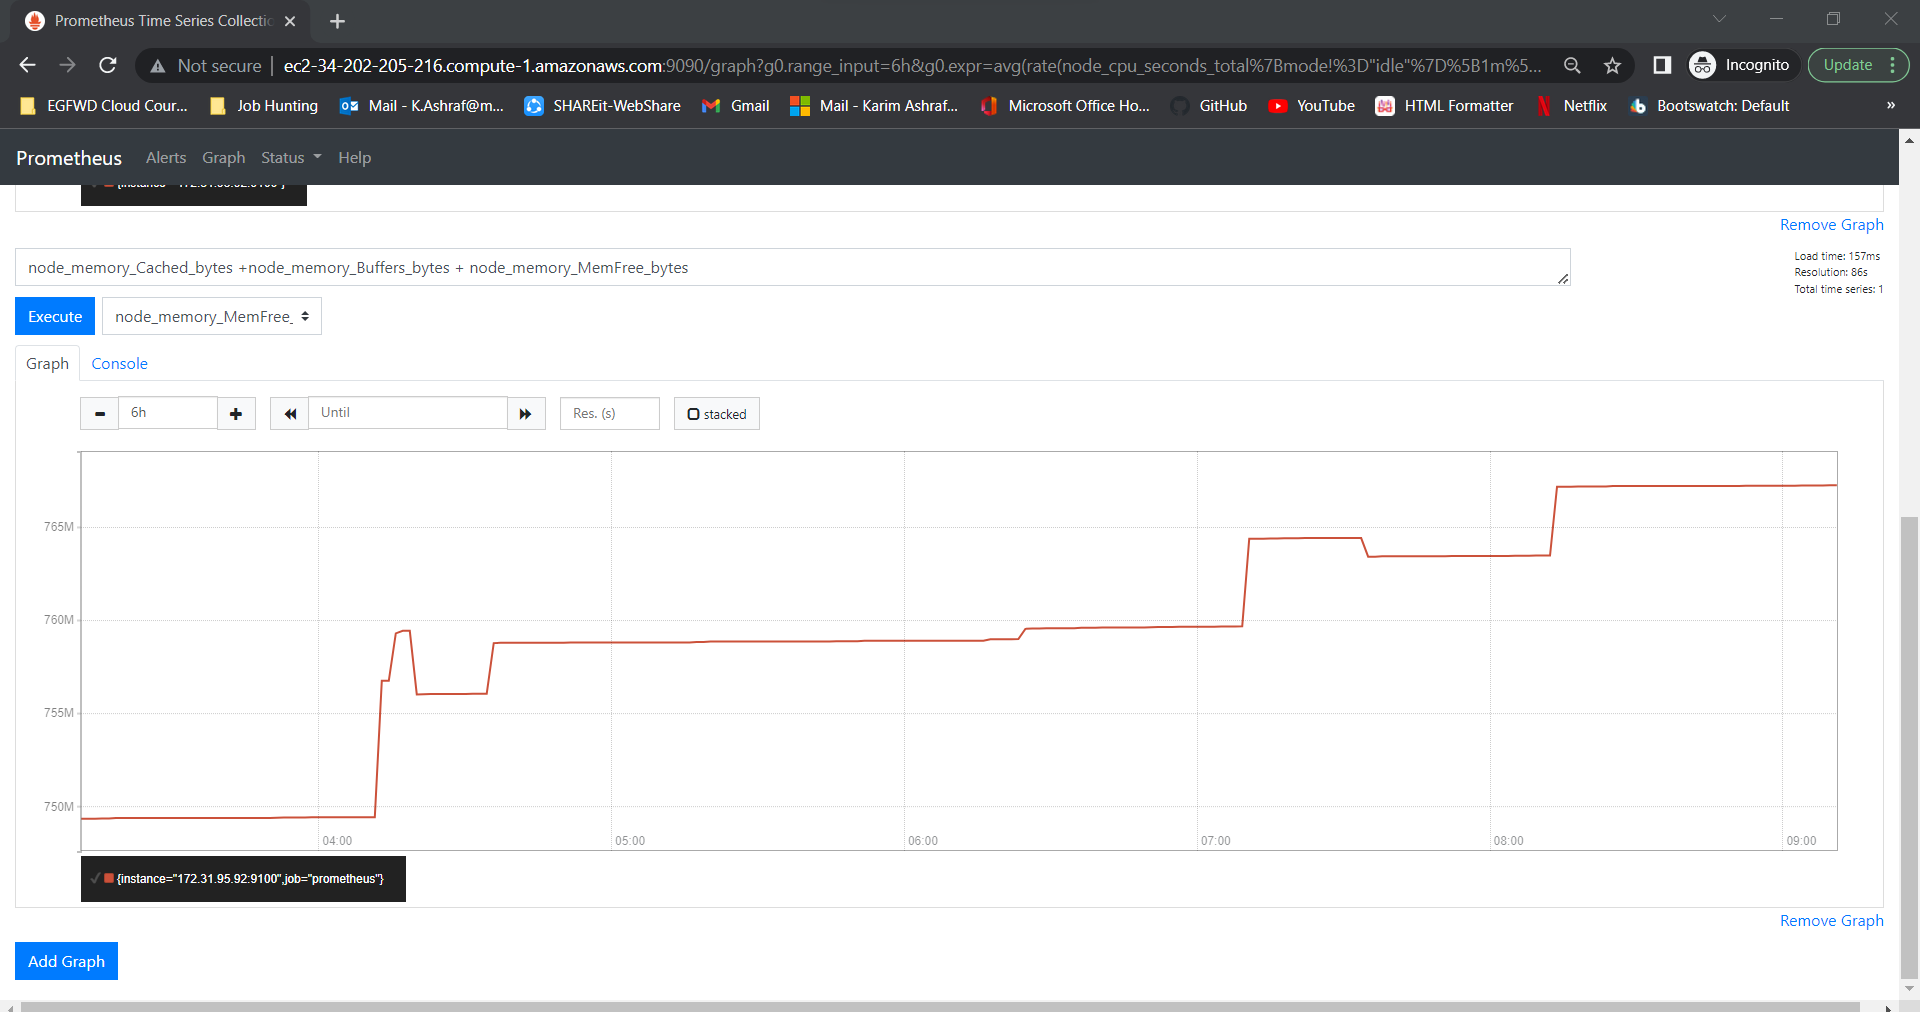 Prometheus Time Series Collectio
Not secure | ec2-34-202-205-216.compute-1.amazonaws.com:9090/graph?g0.range_input=6h&g0.expr=avg(rate(node_cpu_seconds_total%7Bmode!%3D"idle"%7D%5B1m%5... Incognito Update
EGFWD Cloud Cour... Job Hunting Mail - K.Ashraf@m... SHAREit-WebShare Gmail Mail - Karim Ashraf... Microsoft Office Ho... GitHub YouTube HTML Formatter Netflix Bootswatch: Default »
Prometheus Alerts Graph Status Help
Remove Graph
node_memory_Cached_bytes +node_memory_Buffers_bytes + node_memory_MemFree_bytes
Load time: 157ms
Resolution: 86s
Total time series: 1
Execute node_memory_MemFree_
Graph Console
6h Until Res. (s) stacked
765M
760M
755M
750M
04:00 05:00 06:00 07:00 08:00 09:00
{instance="172.31.95.92:9100",job="prometheus"}
Remove Graph
Add Graph